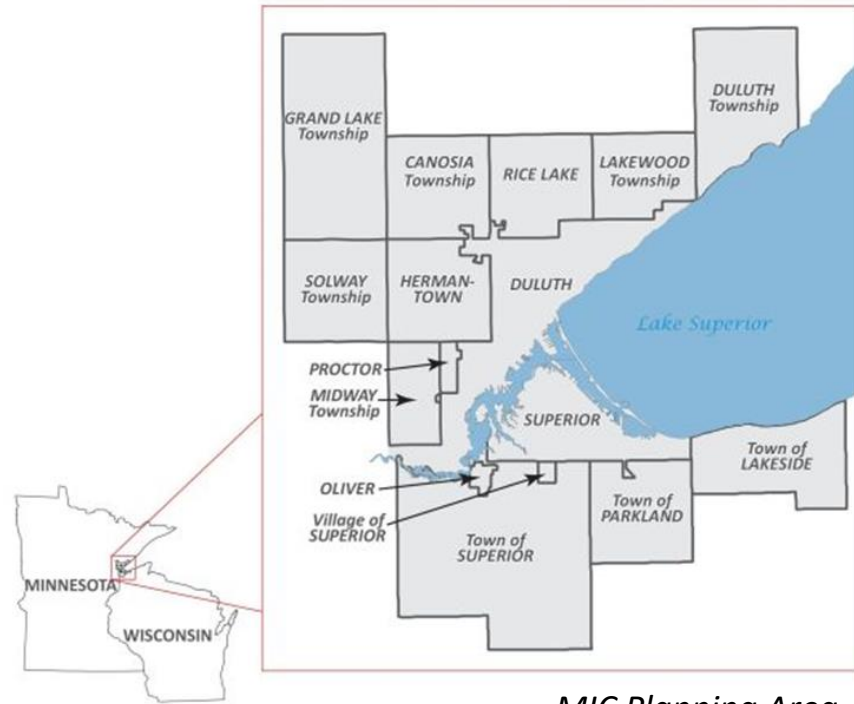 GRAND LAKE
Township
DULUTH
Township
CANOSIA
Township
RICE LAKE
LAKEWOOD
Township
SOLWAY
Township
HERMAN-
TOWN
DULUTH
Lake Superior
PROCTOR
MIDWAY
Township
SUPERIOR
Town of
LAKESIDE
OLIVER
Village of
SUPERIOR
Town of
SUPERIOR
Town of
PARKLAND
MINNESOTA
WISCONSIN
MIC Planning Area